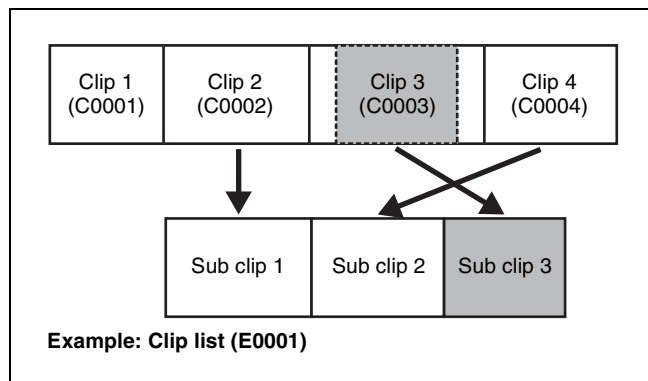 Clip 1
(C0001)
Clip 2
(C0002)
Clip 3
(C0003)
Clip 4
(C0004)
Sub clip 1
Sub clip 2
Sub clip 3
Example: Clip list (E0001)